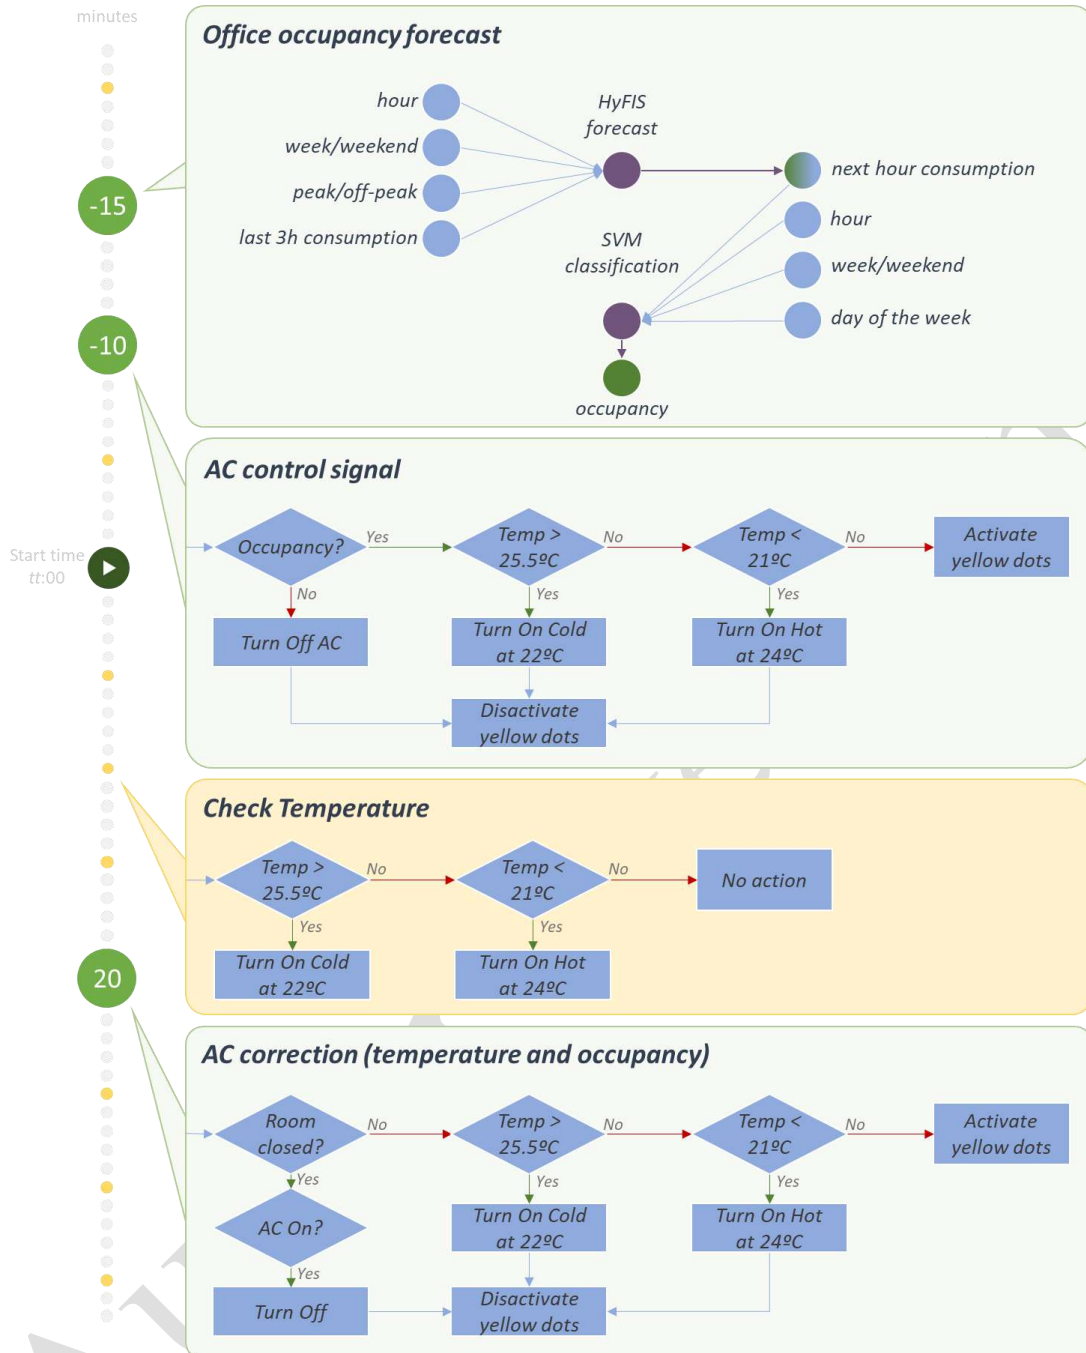 minutes
Office occupancy forecast
hour
week/weekend
peak/off-peak
last 3h consumption
HyFIS
forecast
next hour consumption
hour
week/weekend
day of the week
SVM
classification
occupancy
-15
-10
AC control signal
Occupancy?
Yes
Temp >
25.5ºC
No
Temp <
21ºC
No
Activate
yellow dots
No
Yes
Yes
Turn Off AC
Turn On Cold
at 22ºC
Turn On Hot
at 24ºC
Disactivate
yellow dots
Start time
tt:00
Check Temperature
Temp >
25.5ºC
No
Temp <
21ºC
No
No action
Yes
Yes
Turn On Cold
at 22ºC
Turn On Hot
at 24ºC
20
AC correction (temperature and occupancy)
Room
closed?
No
Temp >
25.5ºC
No
Temp <
21ºC
No
Activate
yellow dots
Yes
Yes
Yes
AC On?
Turn On Cold
at 22ºC
Turn On Hot
at 24ºC
Yes
Turn Off
Disactivate
yellow dots